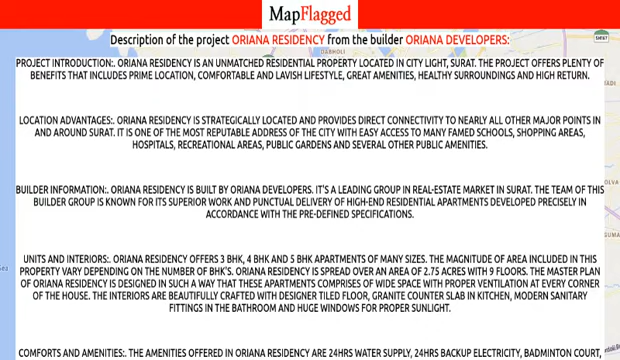 MapFlagged
Description of the project ORIANA RESIDENCY from the builder ORIANA DEVELOPERS:
PROJECT INTRODUCTION:. ORIANA RESIDENCY IS AN UNMATCHED RESIDENTIAL PROPERTY LOCATED IN CITY LIGHT, SURAT. THE PROJECT OFFERS PLENTY OF
BENEFITS THAT INCLUDES PRIME LOCATION, COMFORTABLE AND LAVISH LIFESTYLE, GREAT AMENITIES, HEALTHY SURROUNDINGS AND HIGH RETURN.
LOCATION ADVANTAGES:. ORIANA RESIDENCY IS STRATEGICALLY LOCATED AND PROVIDES DIRECT CONNECTIVITY TO NEARLY ALL OTHER MAJOR POINTS IN
AND AROUND SURAT. IT IS ONE OF THE MOST REPUTABLE ADDRESS OF THE CITY WITH EASY ACCESS TO MANY FAMED SCHOOLS, SHOPPING AREAS,
HOSPITALS, RECREATIONAL AREAS, PUBLIC GARDENS AND SEVERAL OTHER PUBLIC AMENITIES.
BUILDER INFORMATION:. ORIANA RESIDENCY IS BUILT BY ORIANA DEVELOPERS. IT'S A LEADING GROUP IN REAL-ESTATE MARKET IN SURAT. THE TEAM OF THIS
BUILDER GROUP IS KNOWN FOR ITS SUPERIOR WORK AND PUNCTUAL DELIVERY OF HIGH-END RESIDENTIAL APARTMENTS DEVELOPED PRECISELY IN
ACCORDANCE WITH THE PRE-DEFINED SPECIFICATIONS.
UNITS AND INTERIORS:. ORIANA RESIDENCY OFFERS 3 BHK, 4 BHK AND 5 BHK APARTMENTS OF MANY SIZES. THE MAGNITUDE OF AREA INCLUDED IN THIS
PROPERTY VARY DEPENDING ON THE NUMBER OF BHK'S. ORIANA RESIDENCY IS SPREAD OVER AN AREA OF 2.75 ACRES WITH 9 FLOORS. THE MASTER PLAN
OF ORIANA RESIDENCY IS DESIGNED IN SUCH A WAY THAT THESE APARTMENTS COMPRISES OF WIDE SPACE WITH PROPER VENTILATION AT EVERY CORNER
OF THE HOUSE. THE INTERIORS ARE BEAUTIFULLY CRAFTED WITH DESIGNER TILED FLOOR, GRANITE COUNTER SLAB IN KITCHEN, MODERN SANITARY
FITTINGS IN THE BATHROOM AND HUGE WINDOWS FOR PROPER SUNLIGHT.
COMFORTS AND AMENITIES:. THE AMENITIES OFFERED IN ORIANA RESIDENCY ARE 24HRS WATER SUPPLY, 24HRS BACKUP ELECTRICITY, BADMINTON COURT,